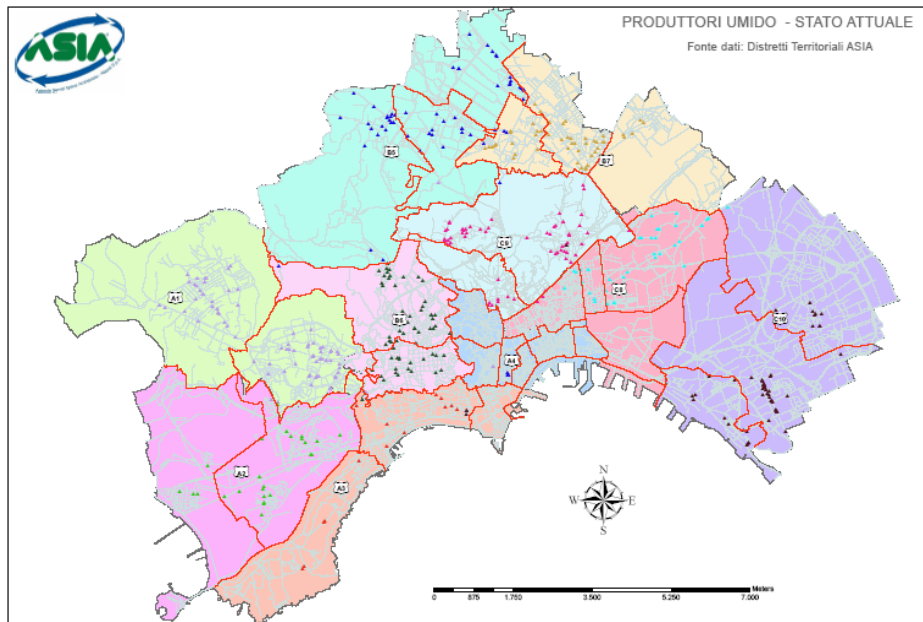 PRODUTTORI UMIDO - STATO ATTUALE
Fonte dati: Distretti Territoriali ASIA
ASIA
B5
B7
C9
A1
C8
B6
C10
A4
A2
A3
N
W E
S
Meters
0 875 1.750 3.500 5.250 7.000